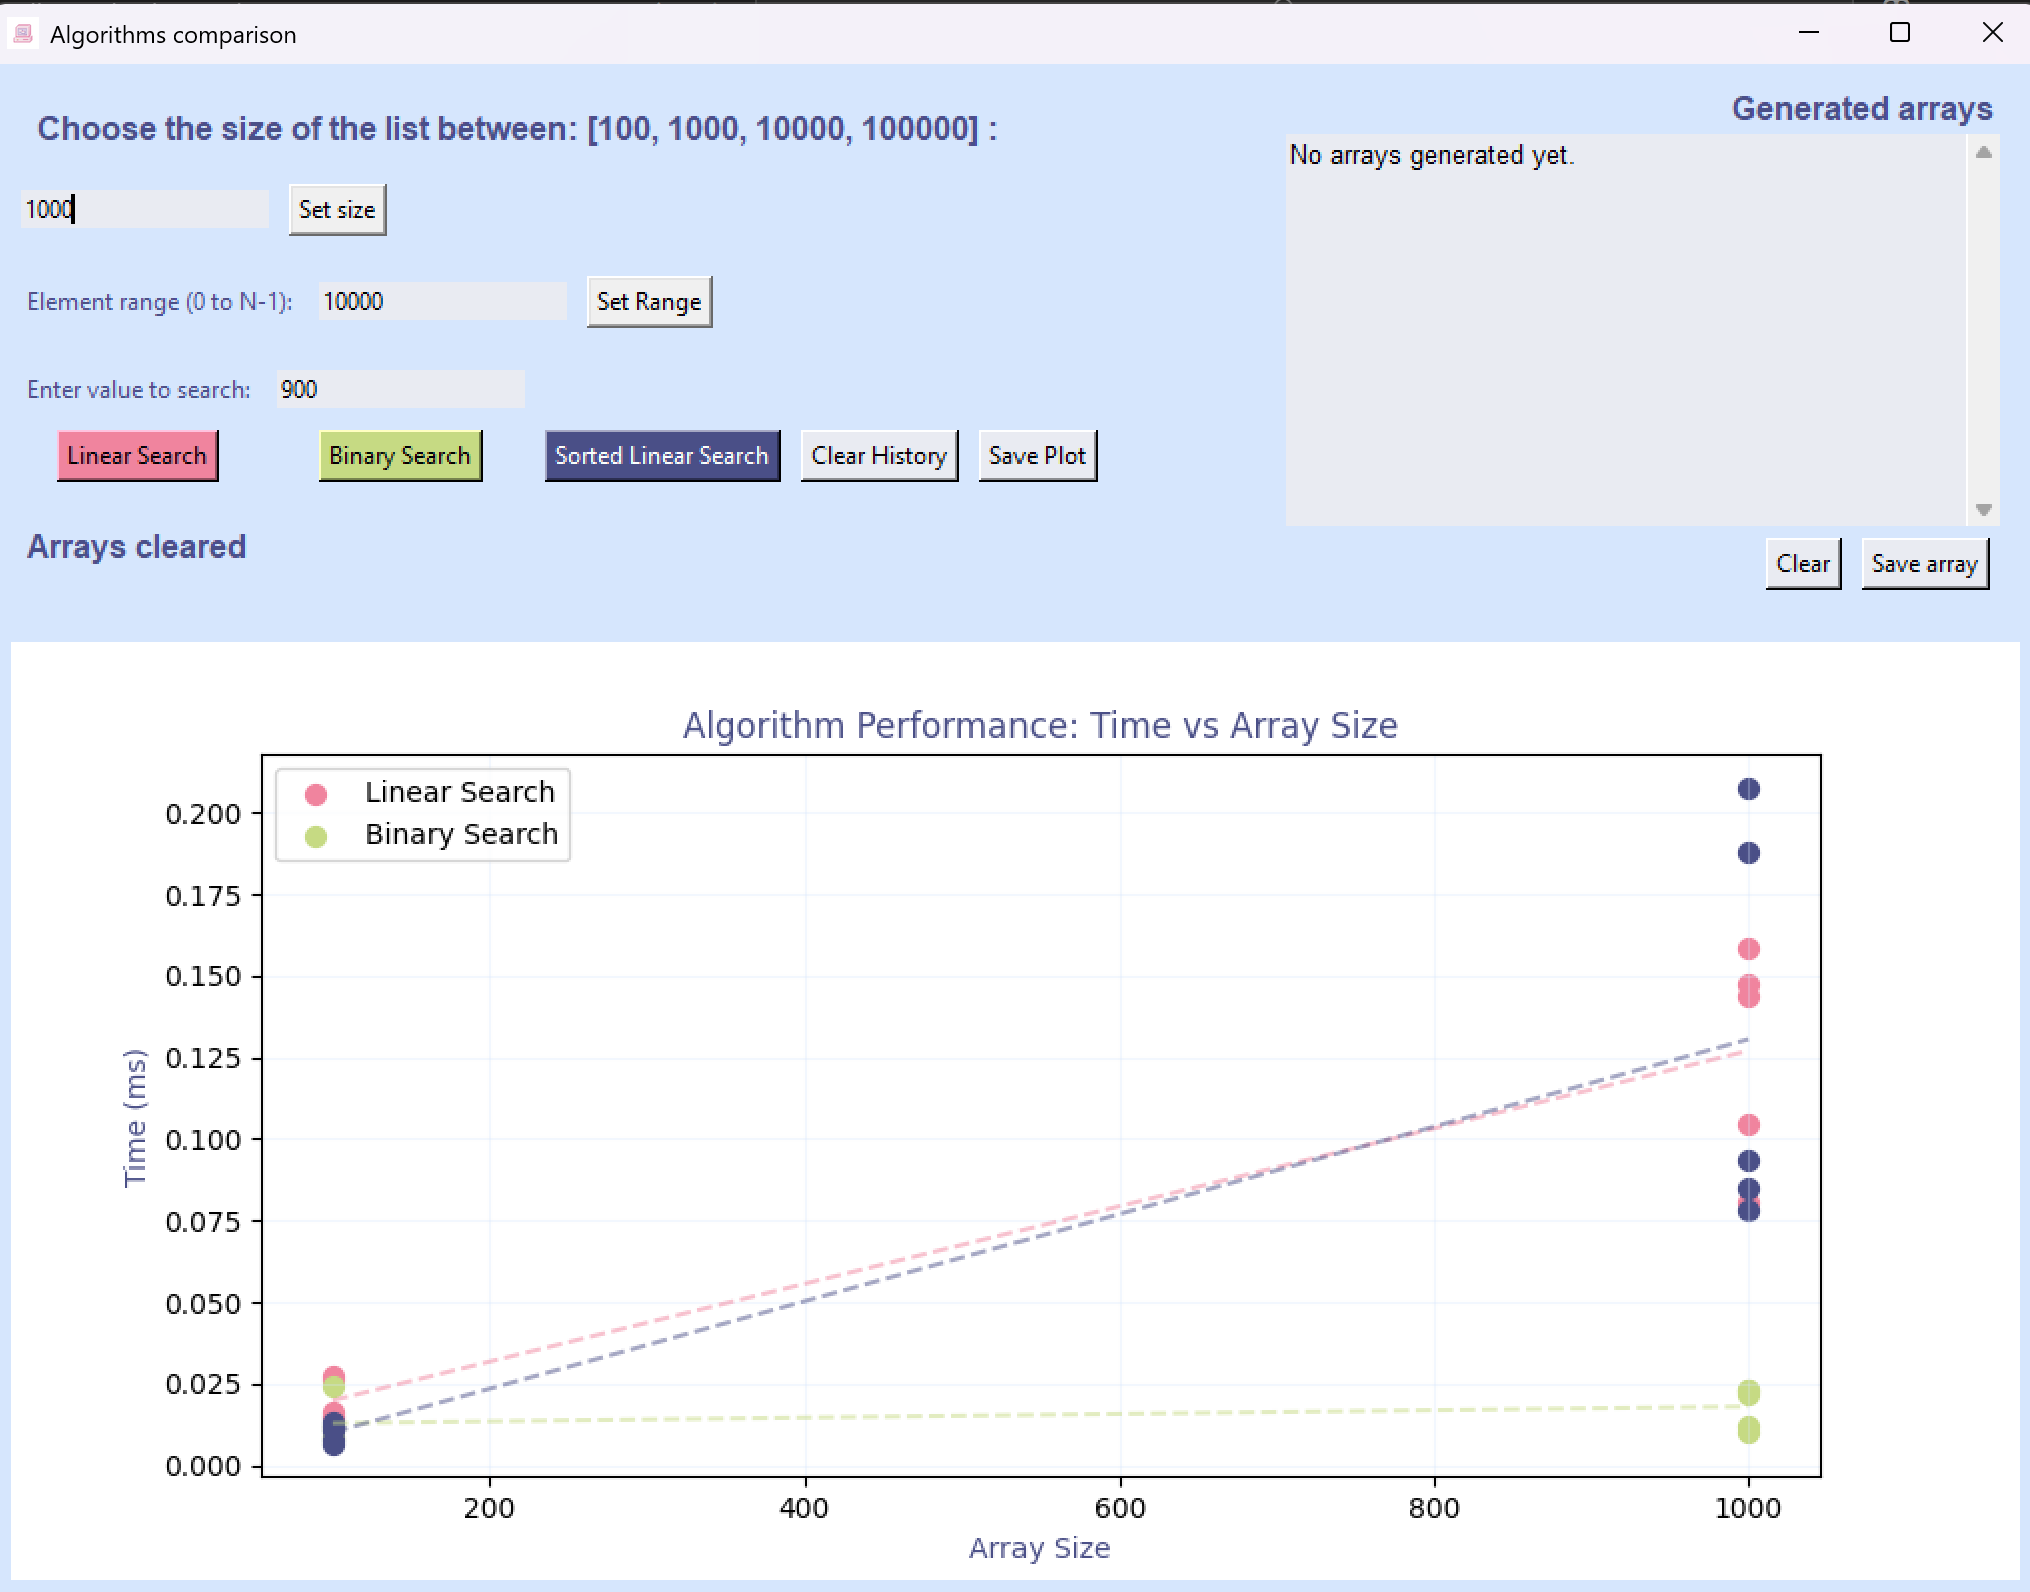 Algorithms comparison
Choose the size of the list between: [100, 1000, 10000, 100000] :
1000
Set size
Element range (0 to N-1):
10000
Set Range
Enter value to search:
900
Linear Search
Binary Search
Sorted Linear Search
Clear History
Save Plot
Arrays cleared
Generated arrays
No arrays generated yet.
Clear
Save array
Algorithm Performance: Time vs Array Size
Linear Search
Binary Search
Time (ms)
0.200
0.175
0.150
0.125
0.100
0.075
0.050
0.025
0.000
200
400
600
800
1000
Array Size